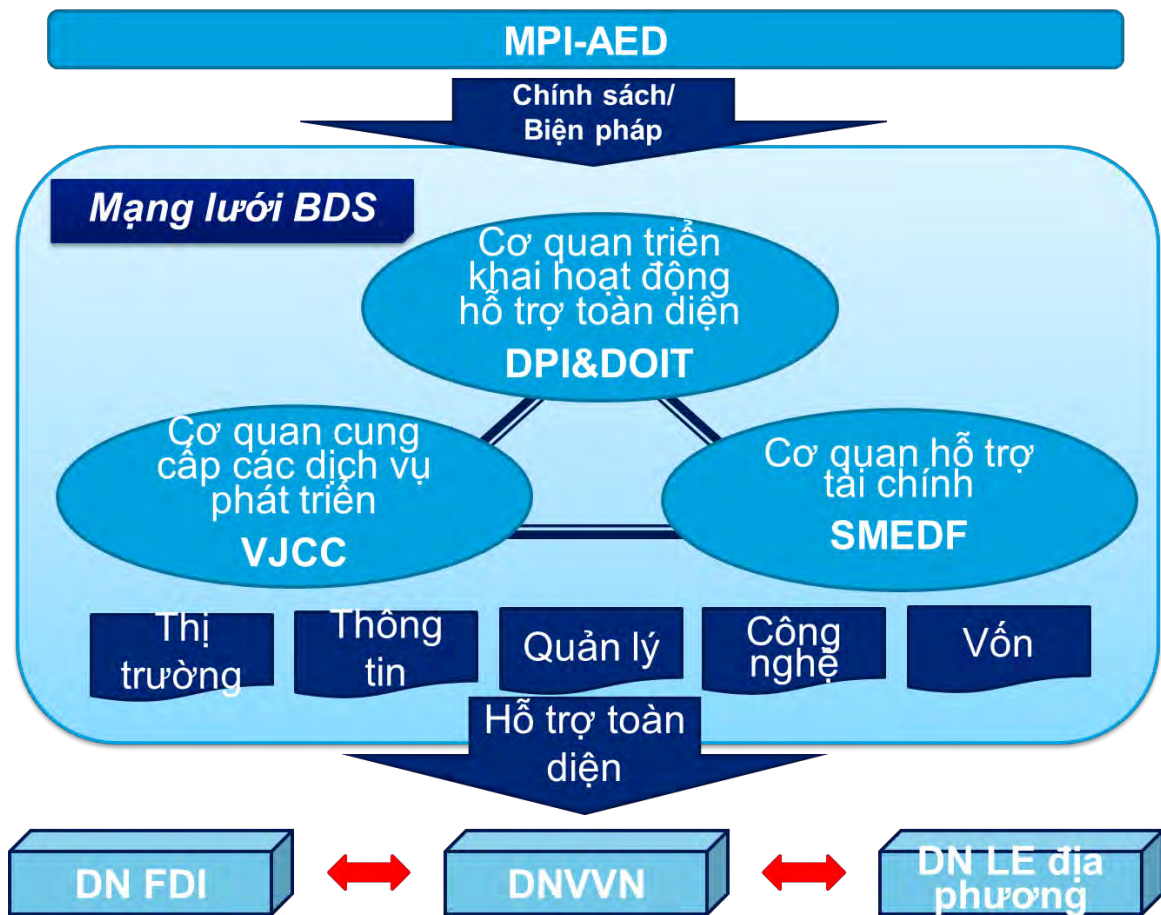 MPI-AED
Chính sách/
Biện pháp
Mạng lưới BDS
Cơ quan triển
khai hoạt động
hỗ trợ toàn diện
DPI&DOIT
Cơ quan cung
cấp các dịch vụ
phát triển
VJCC
Cơ quan hỗ trợ
tài chính
SMEDF
Thị
trường
Thông
tin
Quản lý
Công
nghệ
Vốn
Hỗ trợ toàn
diện
DN FDI
DNVVN
DN LE địa
phương